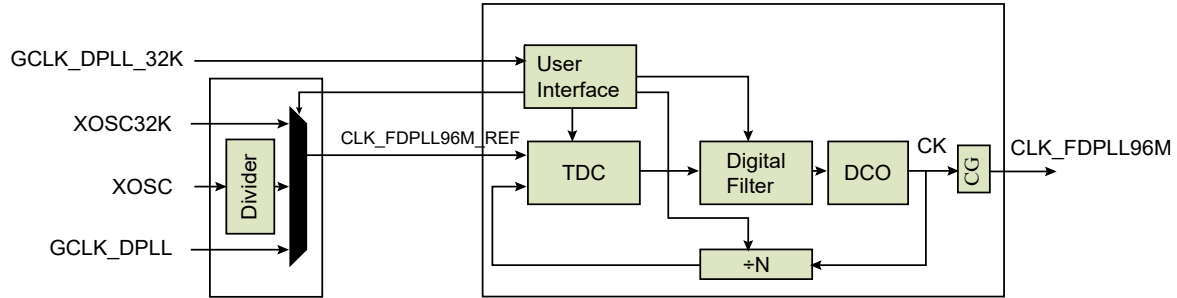 GCLK_DPLL_32K
User
Interface
XOSC32K
CLK_FDPLL96M_REF
XOSC
Divider
TDC
Digital
Filter
DCO
CK
CG
CLK_FDPLL96M
GCLK_DPLL
÷N